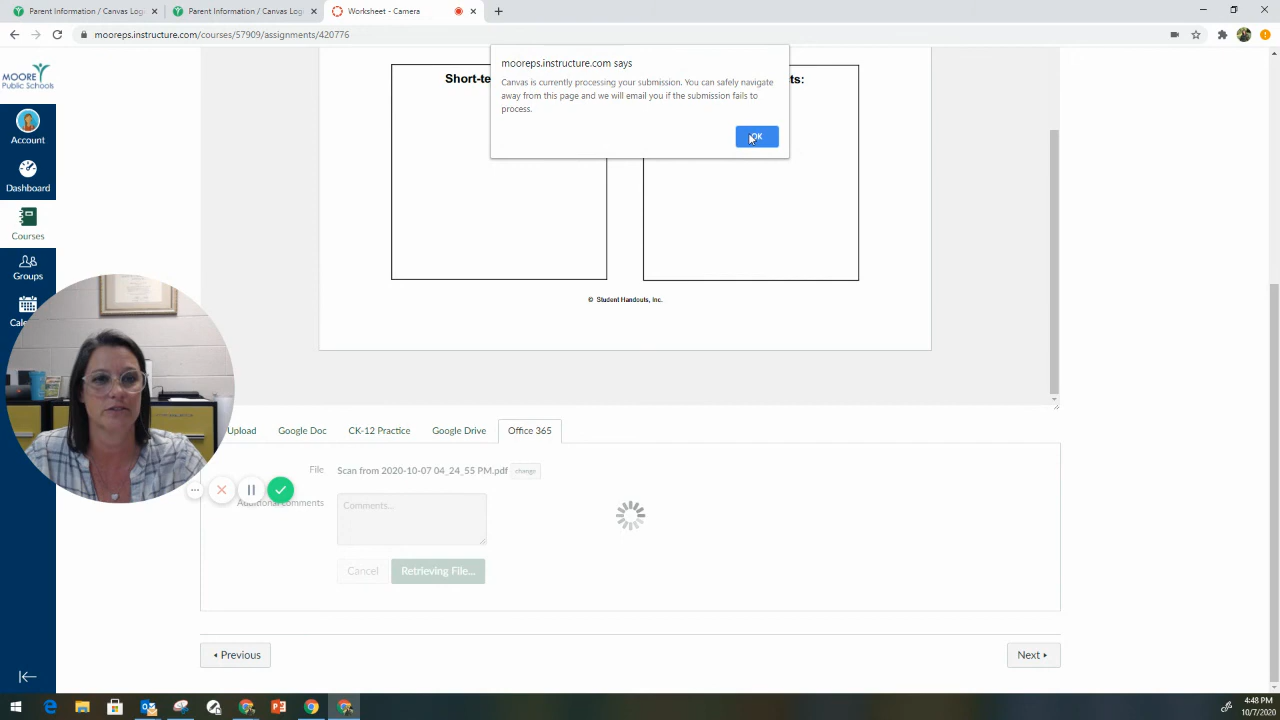 Parent Information / Canvas Log
Parent Information / Canvas Log
Worksheet - Camera
mooreps.instructure.com/courses/57909/assignments/420776
MOORE
Public Schools
mooreps.instructure.com says
Canvas is currently processing your submission. You can safely navigate
away from this page and we will email you if the submission fails to
process.
OK
Short-te
ts:
Account
Dashboard
Courses
Groups
Cale
© Student Handouts, Inc.
Upload
Google Doc
CK-12 Practice
Google Drive
Office 365
File
Scan from 2020-10-07 04_24_55 PM.pdf
change
Additional comments
Comments...
Cancel
Retrieving File...
Previous
Next
4:48 PM
10/7/2020